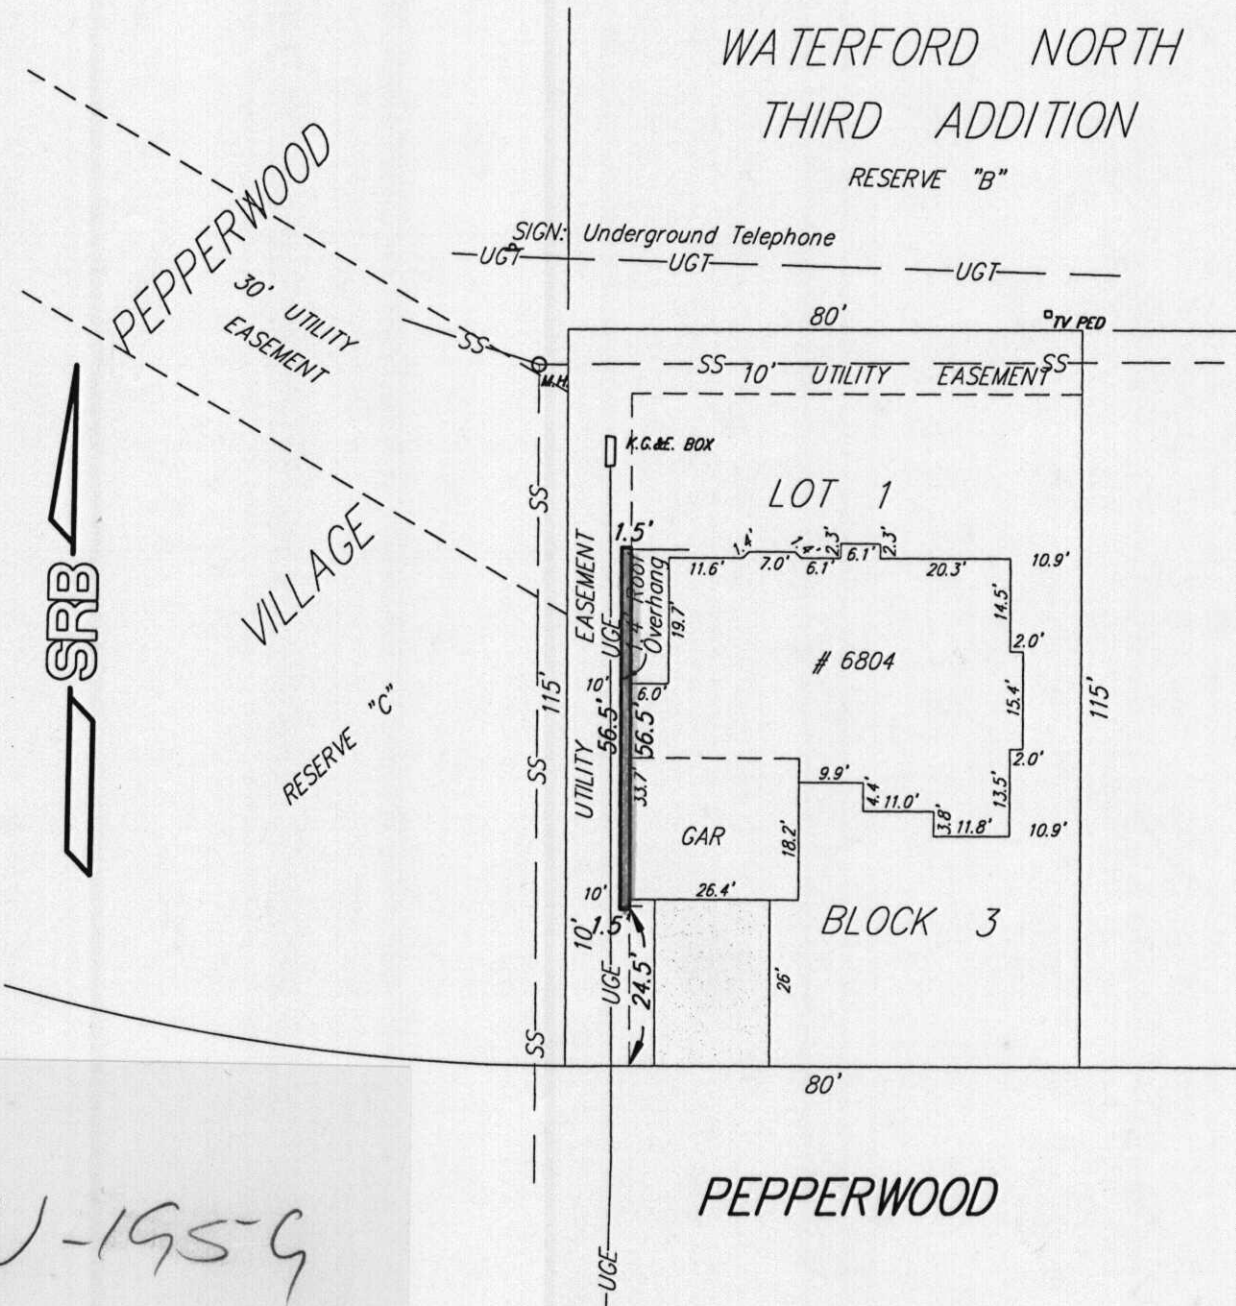 WATERFORD NORTH
THIRD ADDITION
RESERVE "B"
SIGN: Underground Telephone
UGT UGT UGT
PEPPERWOOD
30' UTILITY
EASEMENT
80'
TV PED
SS
M.H.
SS 10' UTILITY EASEMENT SS
K.G.&E. BOX
LOT 1
SS
SRB
VILLAGE
RESERVE "C"
UTILITY EASEMENT
UGE
1.5'
1.4' Roof
Overhang
11.6'
1.4'
7.0'
1.4'
6.1'
2.3'
6.1'
2.3'
20.3'
10.9'
14.5'
19.7'
# 6804
2.0'
10'
6.0'
115'
56.5'
56.5'
15.4'
115'
SS
33.7'
2.0'
9.9'
4.4'
11.0'
3.8'
11.8'
13.5'
10.9'
GAR
18.2'
10'
26.4'
BLOCK 3
10'
1.5'
UGE
24.5'
26'
SS
80'
PEPPERWOOD
UGE